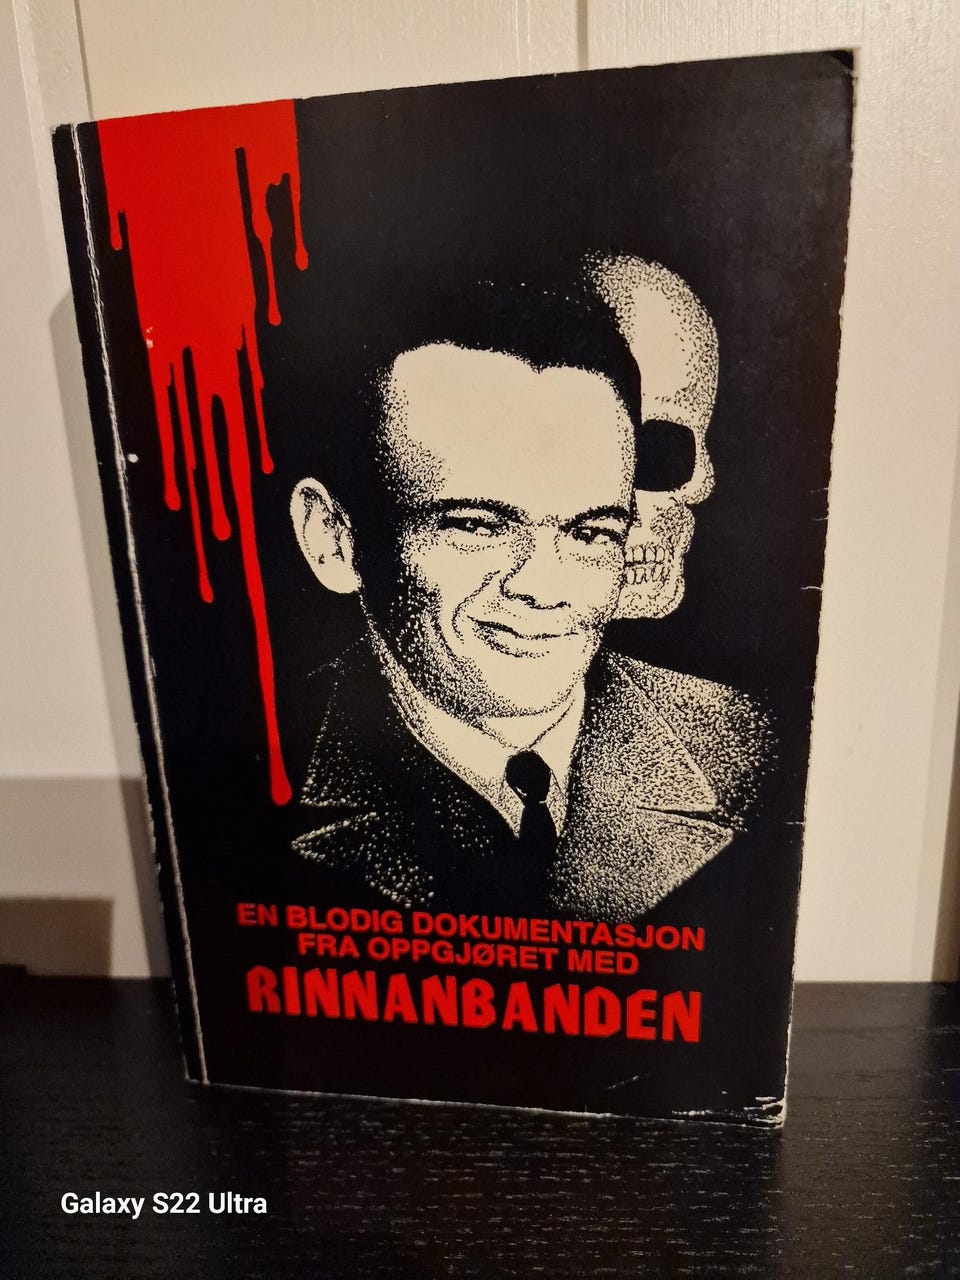 EN BLODIG DOKUMENTASJON
FRA OPPGJØRET MED
RINNANBANDEN
Galaxy S22 Ultra